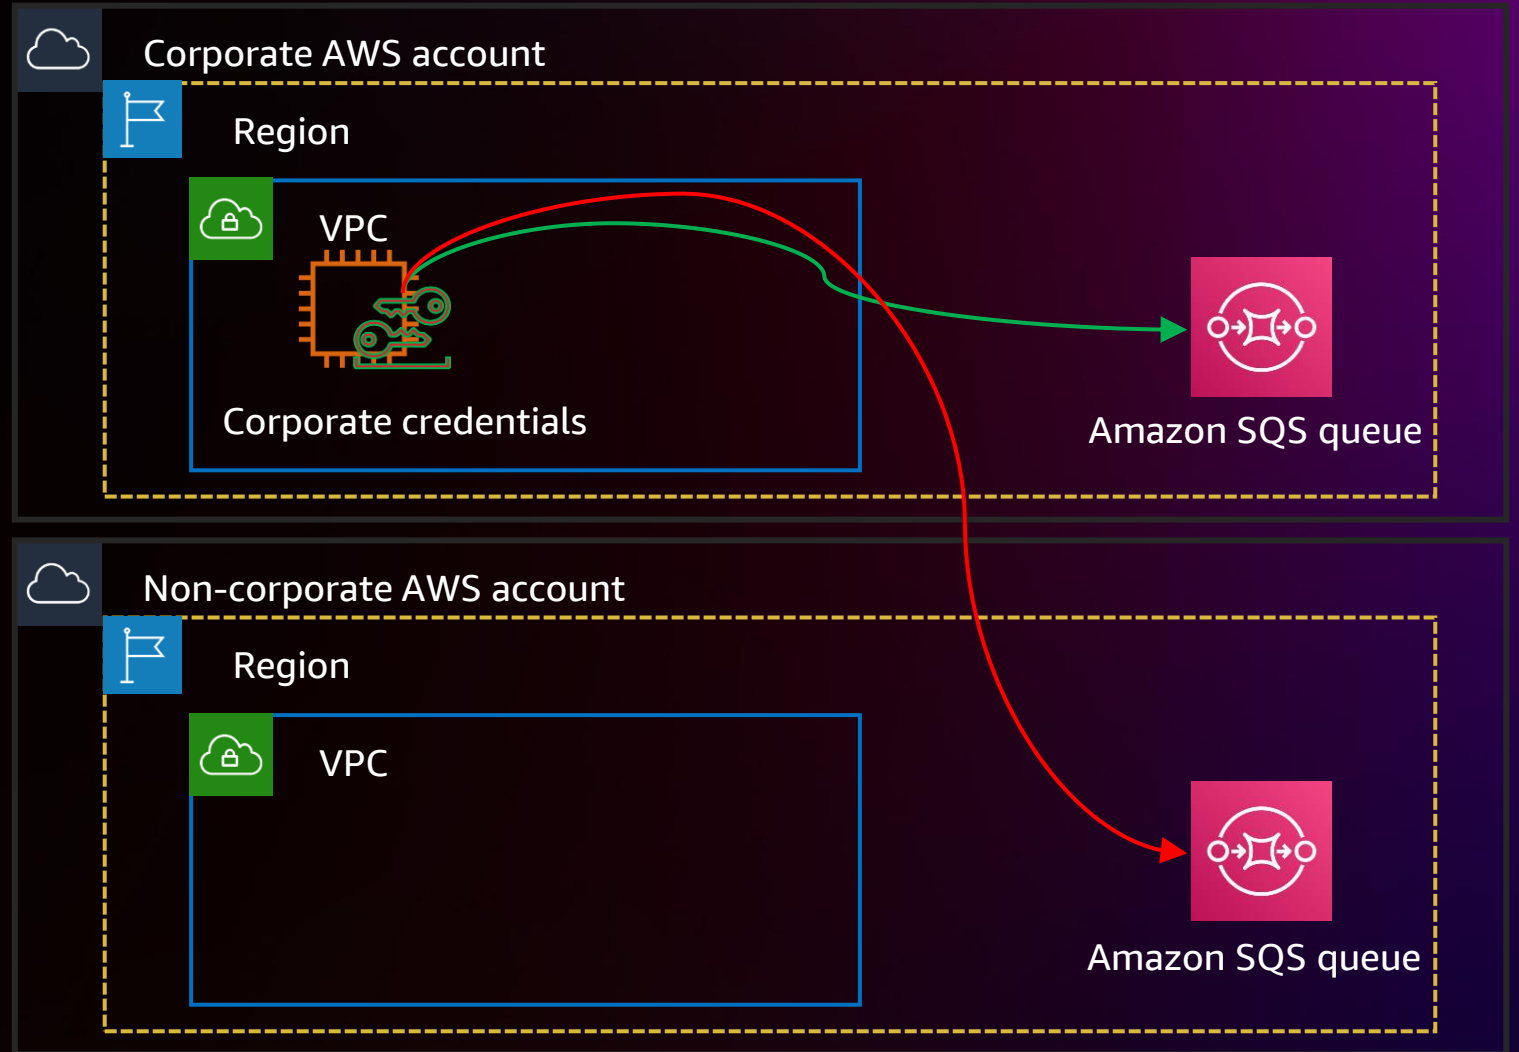 Corporate AWS account
Region
VPC
Corporate credentials
Amazon SQS queue
Non-corporate AWS account
Region
VPC
Amazon SQS queue